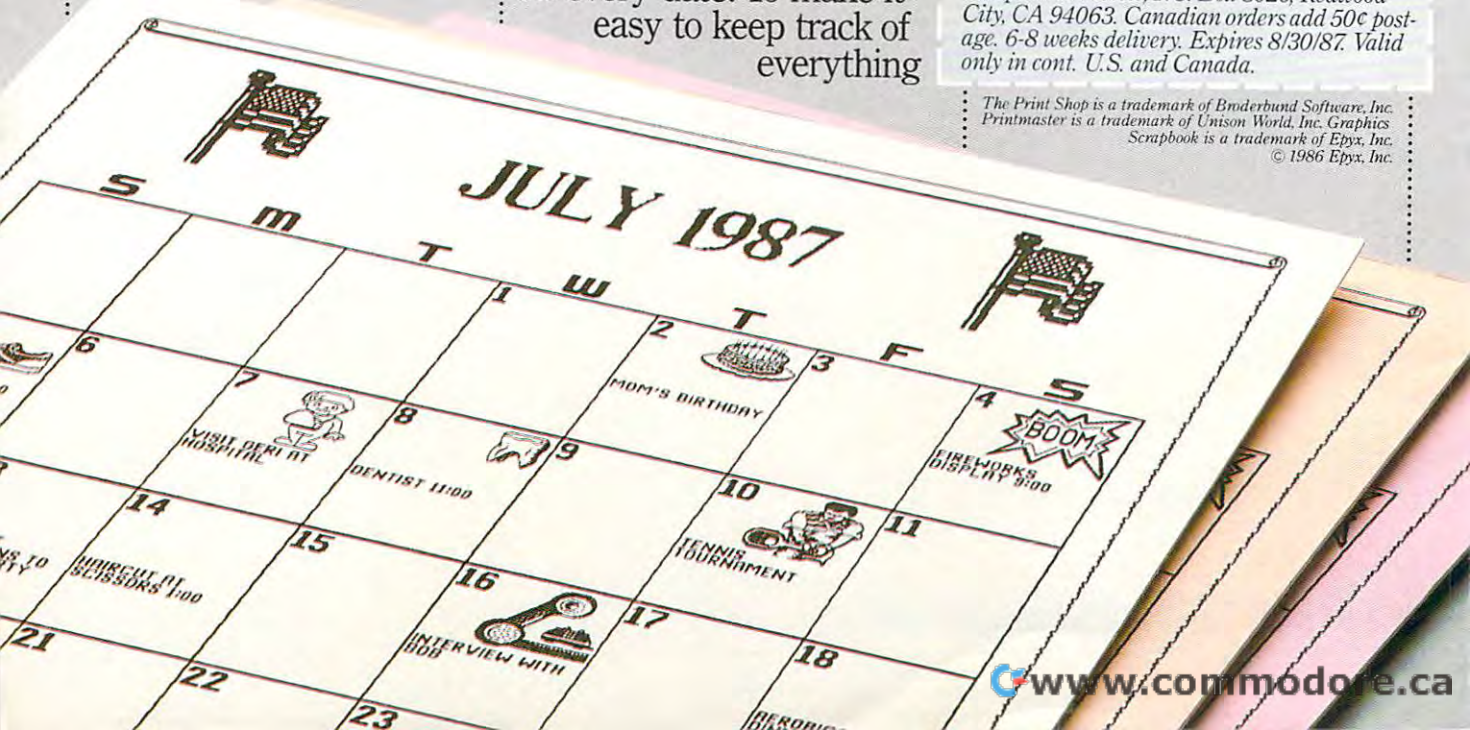 easy to keep track of
everything
City, CA 94063. Canadian orders add 50¢ post-
age. 6-8 weeks delivery. Expires 8/30/87. Valid
only in cont. U.S. and Canada.
The Print Shop is a trademark of Broderbund Software, Inc.
Printmaster is a trademark of Unison World, Inc. Graphics
Scrapbook is a trademark of Epyx, Inc.
© 1986 Epyx, Inc.
JULY 1987
S m T W T F S
1
2
MOM'S BIRTHDAY
3
4
BOOM
FIREWORKS
DISPLAY 9:00
6
7
VISIT GERI AT
HOSPITAL
8
DENTIST 11:00
9
10
TENNIS
TOURNAMENT
11
TO
14
HAIRCUT AT
SCISSORS 1:00
15
16
INTERVIEW WITH
BOB
17
18
21
22
23
www.commodore.ca